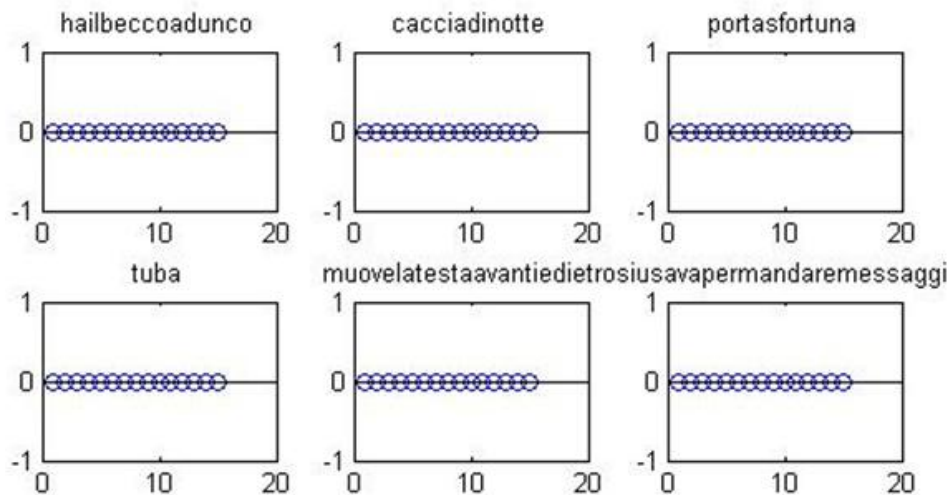 hailbeccoadunco cacciadinotte portasfortuna
1 1 1
0 0 0
-1 -1 -1
0 10 20 0 10 20 0 10 20
tuba muovelatestaavantiedietrosiusavapermandaremessaggi
1 1 1
0 0 0
-1 -1 -1
0 10 20 0 10 20 0 10 20